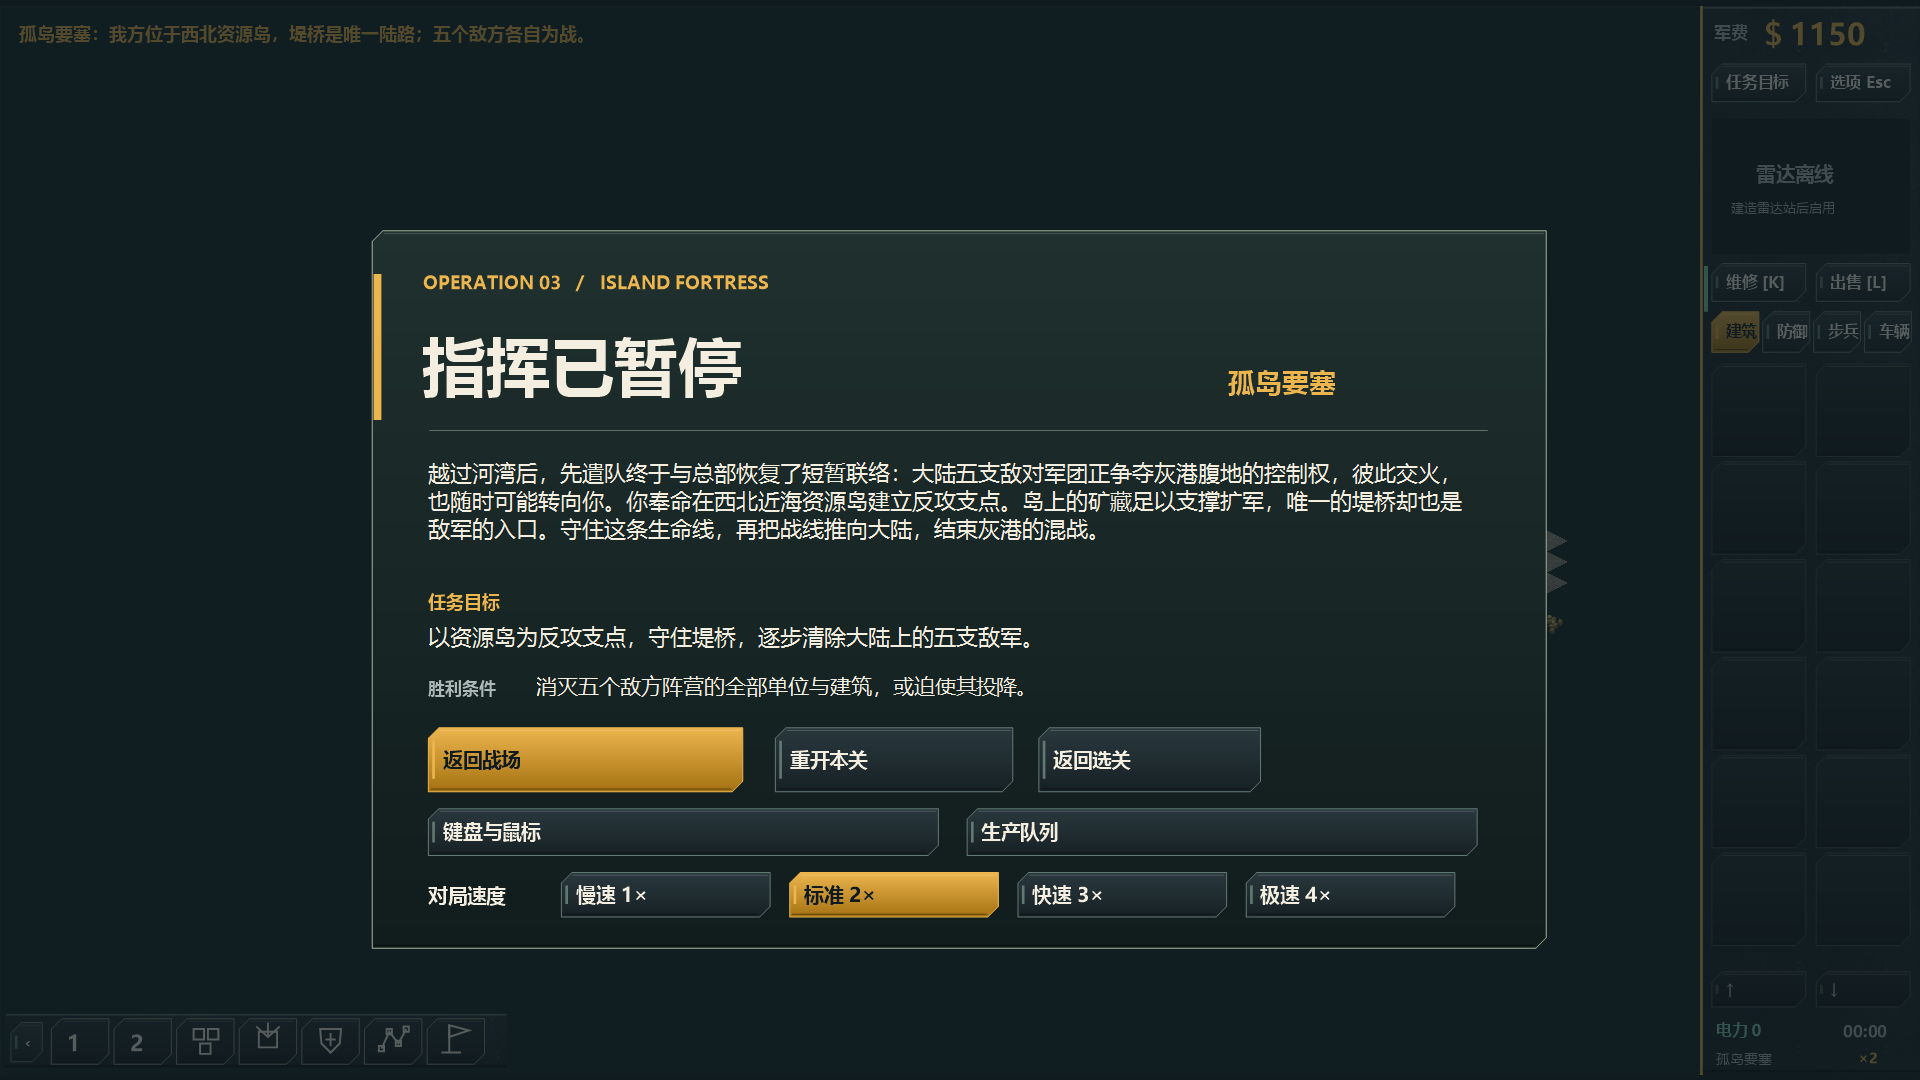 孤岛要塞：我方位于西北资源岛，堤桥是唯一陆路；五个敌方各自为战。
军费 $ 1150
任务目标 选项 Esc
雷达离线
建造雷达站后启用
维修 [K] 出售 [L]
建筑 防御 步兵 车辆
OPERATION 03 / ISLAND FORTRESS
指挥已暂停
孤岛要塞
越过河湾后，先遣队终于与总部恢复了短暂联络：大陆五支敌对军团正争夺灰港腹地的控制权，彼此交火，
也随时可能转向你。你奉命在西北近海资源岛建立反攻支点。岛上的矿藏足以支撑扩军，唯一的堤桥却也是
敌军的入口。守住这条生命线，再把战线推向大陆，结束灰港的混战。
任务目标
以资源岛为反攻支点，守住堤桥，逐步清除大陆上的五支敌军。
胜利条件 消灭五个敌方阵营的全部单位与建筑，或迫使其投降。
返回战场 重开本关 返回选关
键盘与鼠标 生产队列
对局速度 慢速 1× 标准 2× 快速 3× 极速 4×
↑ ↓
‹ 1 2
电力 0 00:00
孤岛要塞 ×2